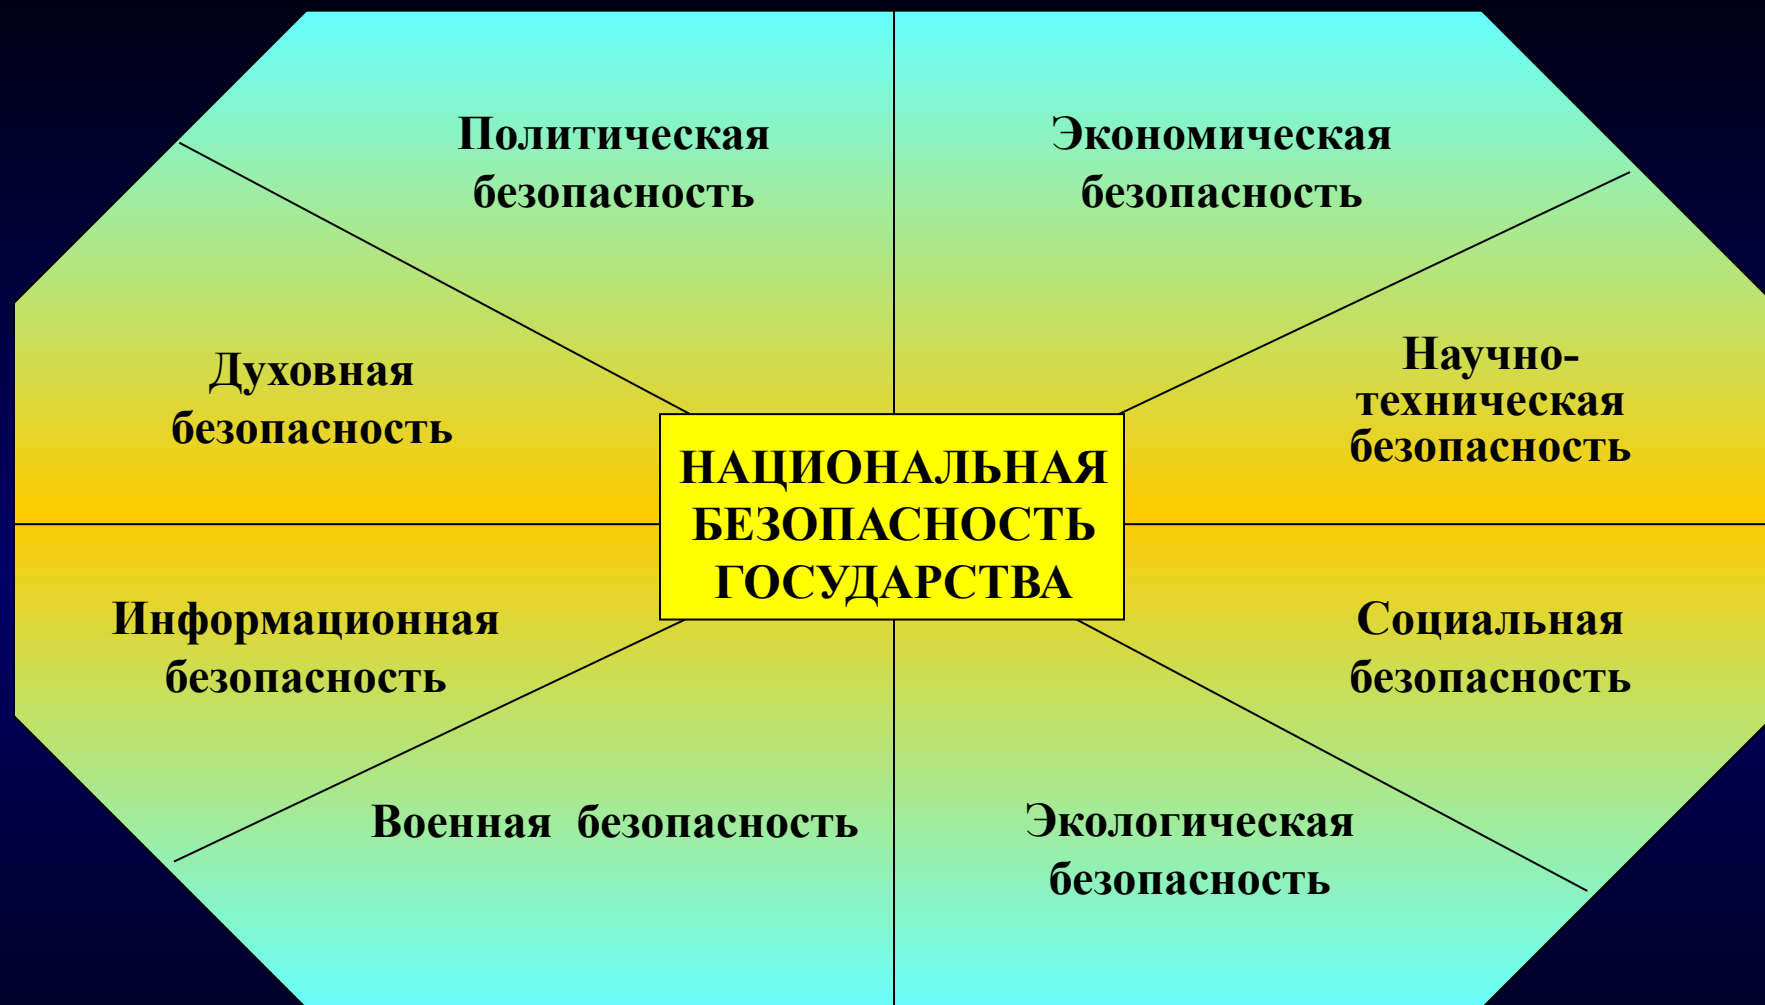 Политическая
безопасность
Экономическая
безопасность
Духовная
безопасность
Научно-
техническая
безопасность
НАЦИОНАЛЬНАЯ
БЕЗОПАСНОСТЬ
ГОСУДАРСТВА
Информационная
безопасность
Социальная
безопасность
Военная безопасность
Экологическая
безопасность